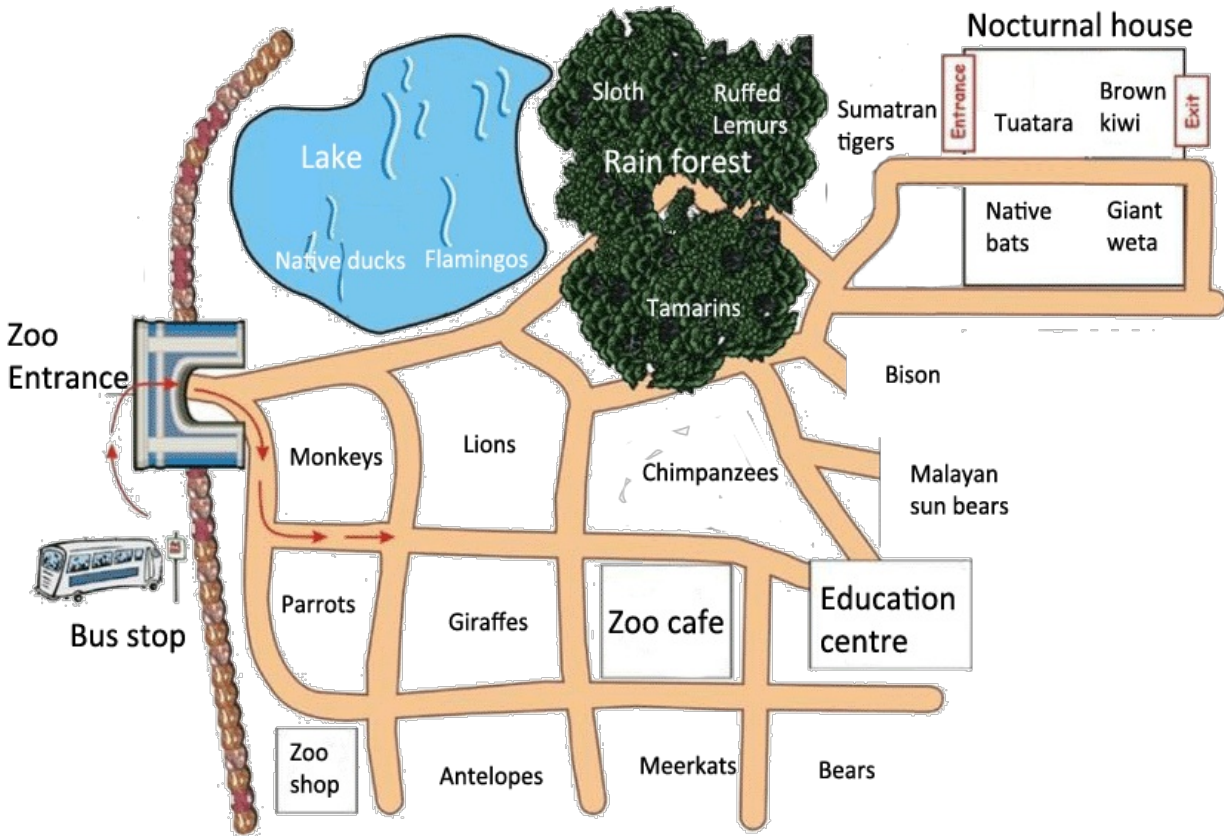 Nocturnal house
Sloth
Ruffed
Lemurs
Rain forest
Sumatran
tigers
Entrance
Tuatara
Brown
kiwi
Exit
Lake
Native ducks
Flamingos
Native
bats
Giant
weta
Tamarins
Zoo
Entrance
Bison
Monkeys
Lions
Chimpanzees
Malayan
sun bears
Bus stop
Parrots
Giraffes
Zoo cafe
Education
centre
Zoo
shop
Antelopes
Meerkats
Bears